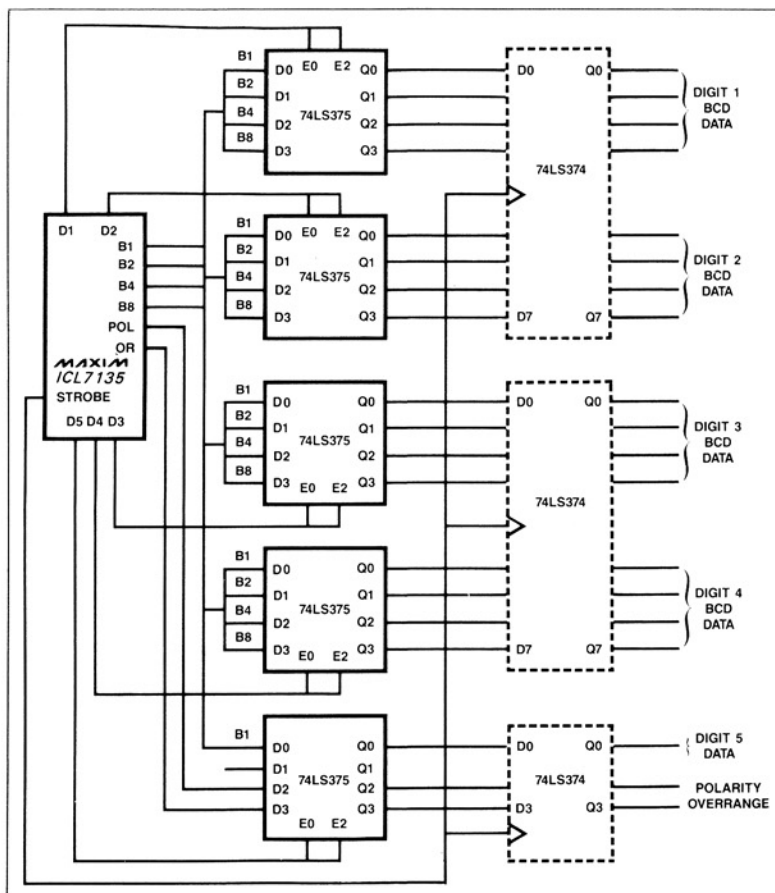 B1
B2
B4
B8
E0 E2
D0 Q0
D1 Q1
74LS375
D2 Q2
D3 Q3
D0 Q0
74LS374
D7 Q7
DIGIT 1
BCD
DATA
B1
B2
B4
B8
E0 E2
D0 Q0
D1 Q1
74LS375
D2 Q2
D3 Q3
DIGIT 2
BCD
DATA
D1 D2
B1
B2
B4
B8
POL
OR
MAXIM
ICL7135
STROBE
D5 D4 D3
B1
B2
B4
B8
D0 Q0
D1 Q1
74LS375
D2 Q2
D3 Q3
E0 E2
D0 Q0
74LS374
D7 Q7
DIGIT 3
BCD
DATA
B1
B2
B4
B8
D0 Q0
D1 Q1
74LS375
D2 Q2
D3 Q3
E0 E2
DIGIT 4
BCD
DATA
B1
D0 Q0
D1 Q1
74LS375
D2 Q2
D3 Q3
E0 E2
D0 Q0
74LS374
D3 Q3
DIGIT 5
DATA
POLARITY
OVERRANGE